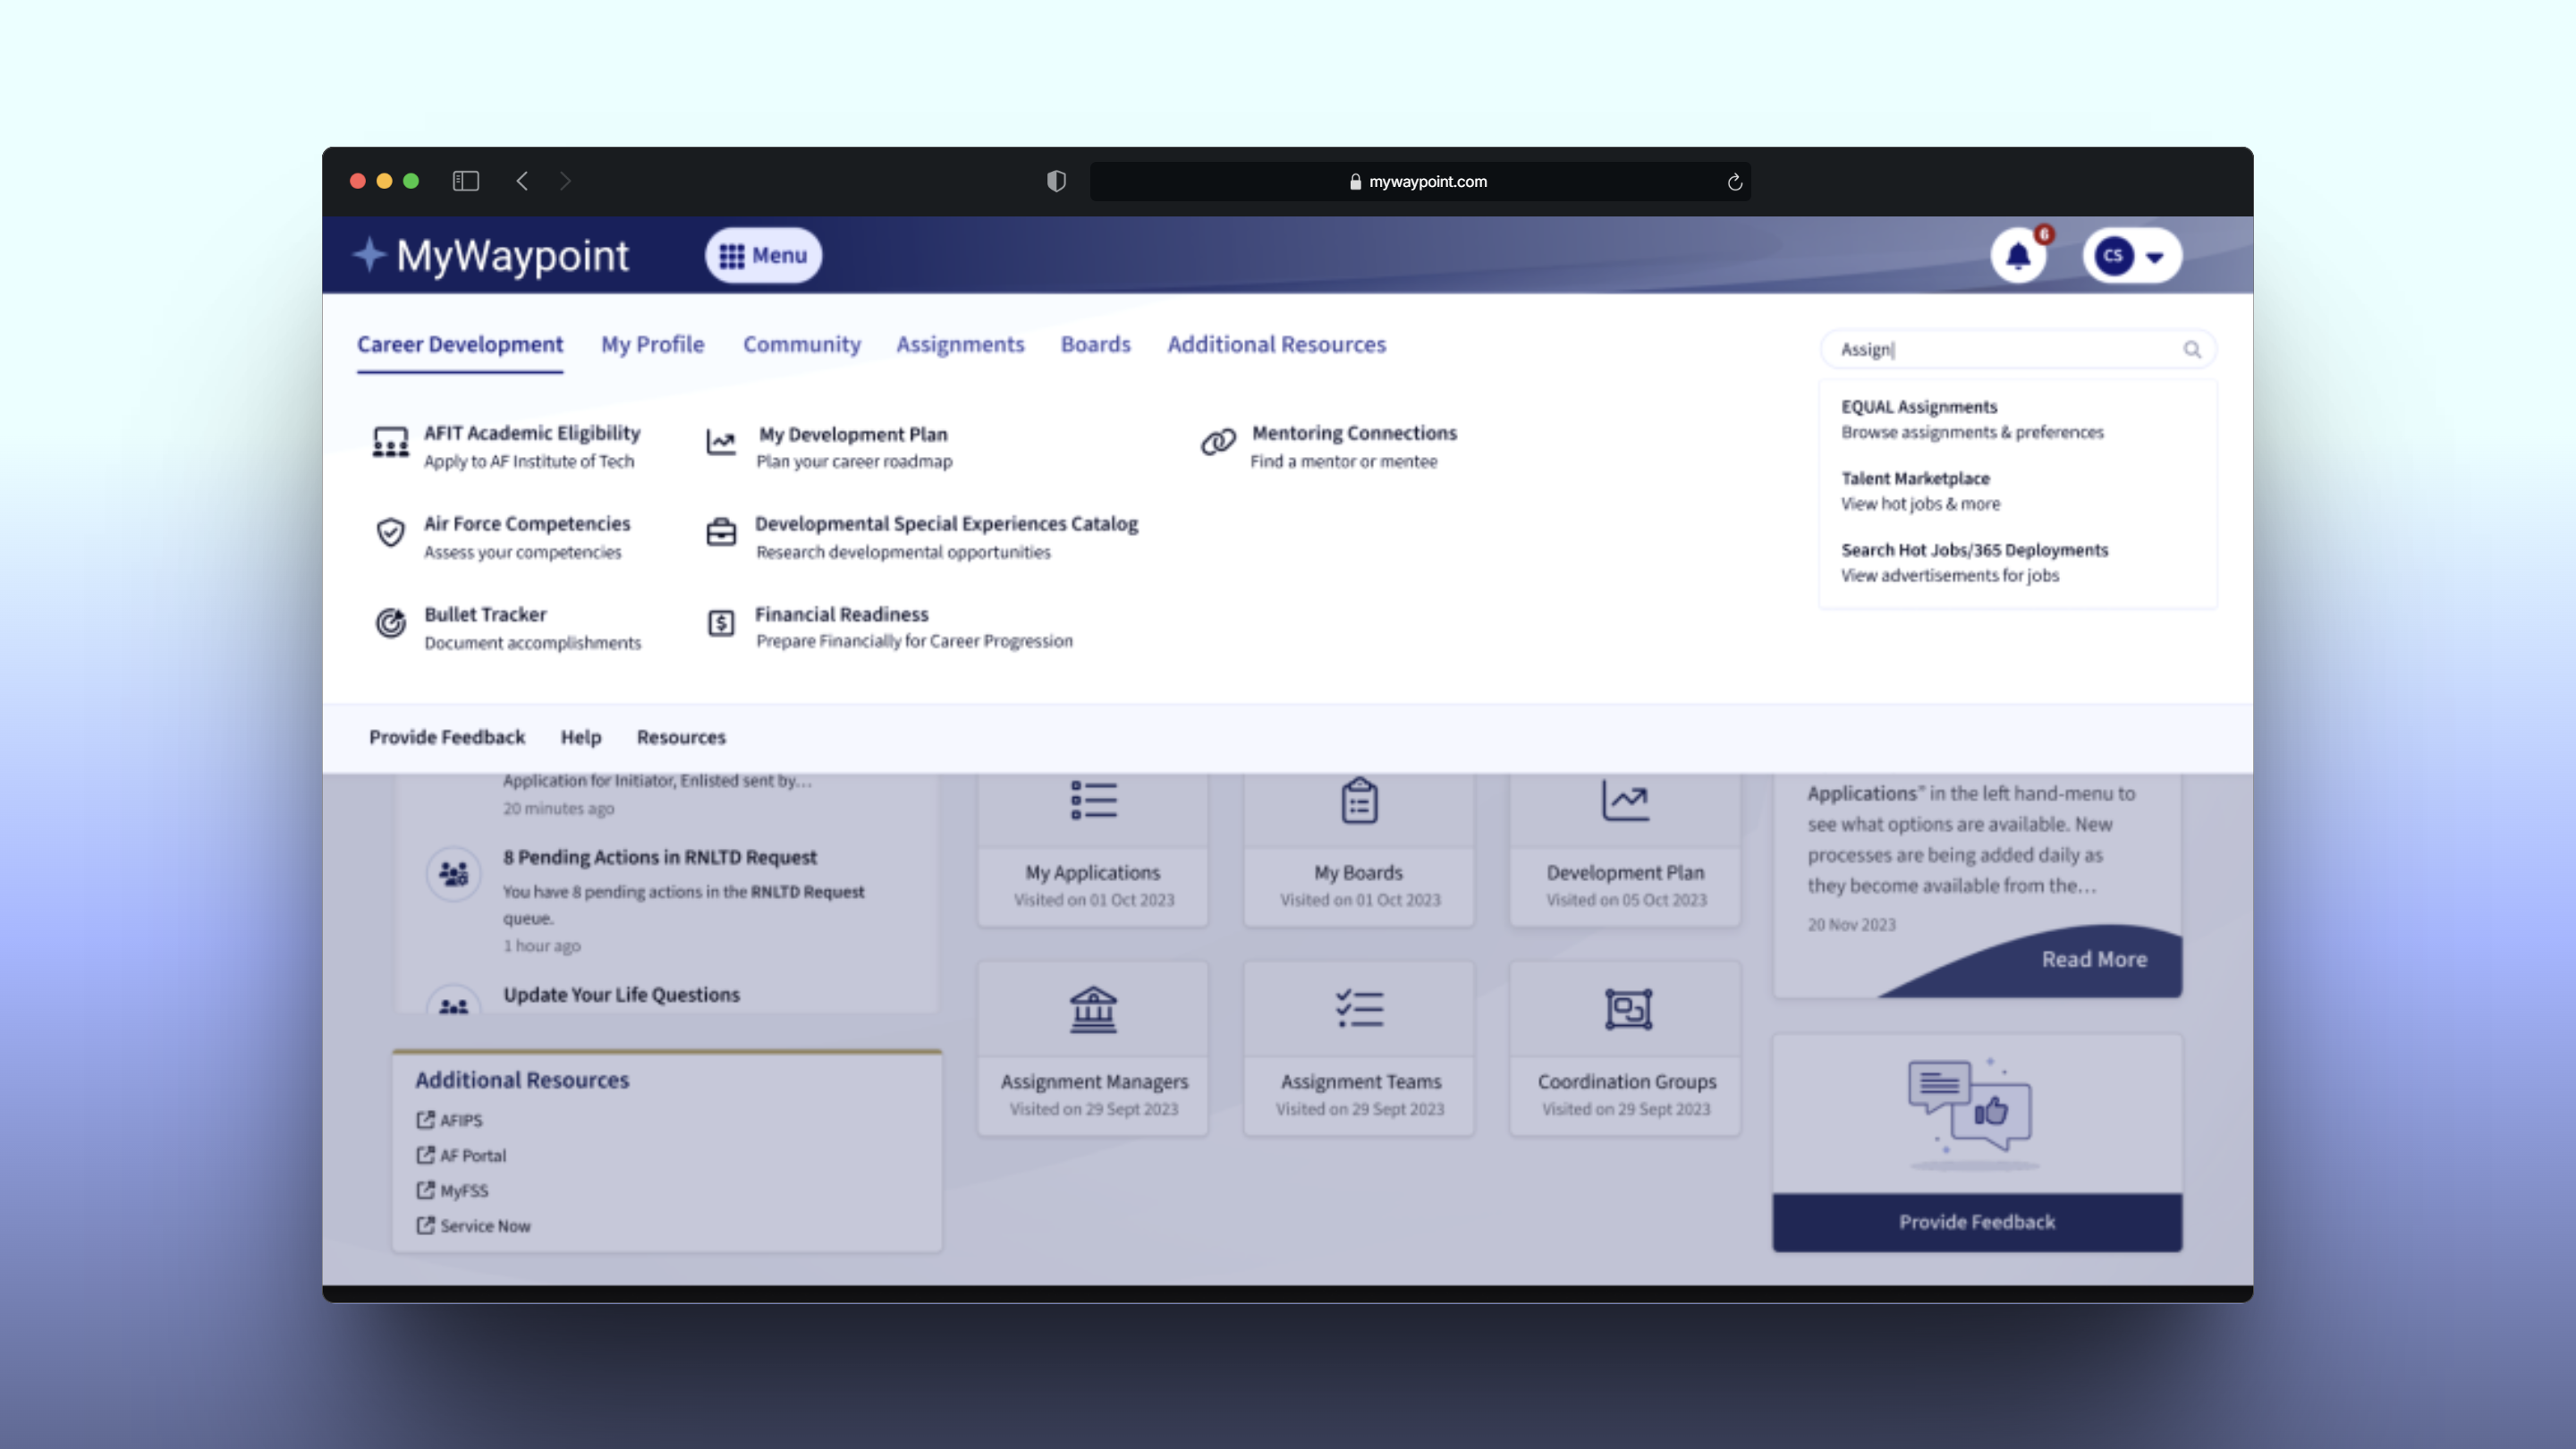 mywaypoint.com
MyWaypoint
Menu
6
CS
Career Development
My Profile
Community
Assignments
Boards
Additional Resources
Assign
EQUAL Assignments
Browse assignments & preferences
Talent Marketplace
View hot jobs & more
Search Hot Jobs/365 Deployments
View advertisements for jobs
AFIT Academic Eligibility
Apply to AF Institute of Tech
Air Force Competencies
Assess your competencies
Bullet Tracker
Document accomplishments
My Development Plan
Plan your career roadmap
Developmental Special Experiences Catalog
Research developmental opportunities
Financial Readiness
Prepare Financially for Career Progression
Mentoring Connections
Find a mentor or mentee
Provide Feedback
Help
Resources
Application for Initiator, Enlisted sent by...
20 minutes ago
8 Pending Actions in RNLTD Request
You have 8 pending actions in the RNLTD Request
queue.
1 hour ago
Update Your Life Questions
Additional Resources
AFIPS
AF Portal
MyFSS
Service Now
My Applications
Visited on 01 Oct 2023
My Boards
Visited on 01 Oct 2023
Development Plan
Visited on 05 Oct 2023
Assignment Managers
Visited on 29 Sept 2023
Assignment Teams
Visited on 29 Sept 2023
Coordination Groups
Visited on 29 Sept 2023
Applications” in the left hand-menu to
see what options are available. New
processes are being added daily as
they become available from the...
20 Nov 2023
Read More
Provide Feedback